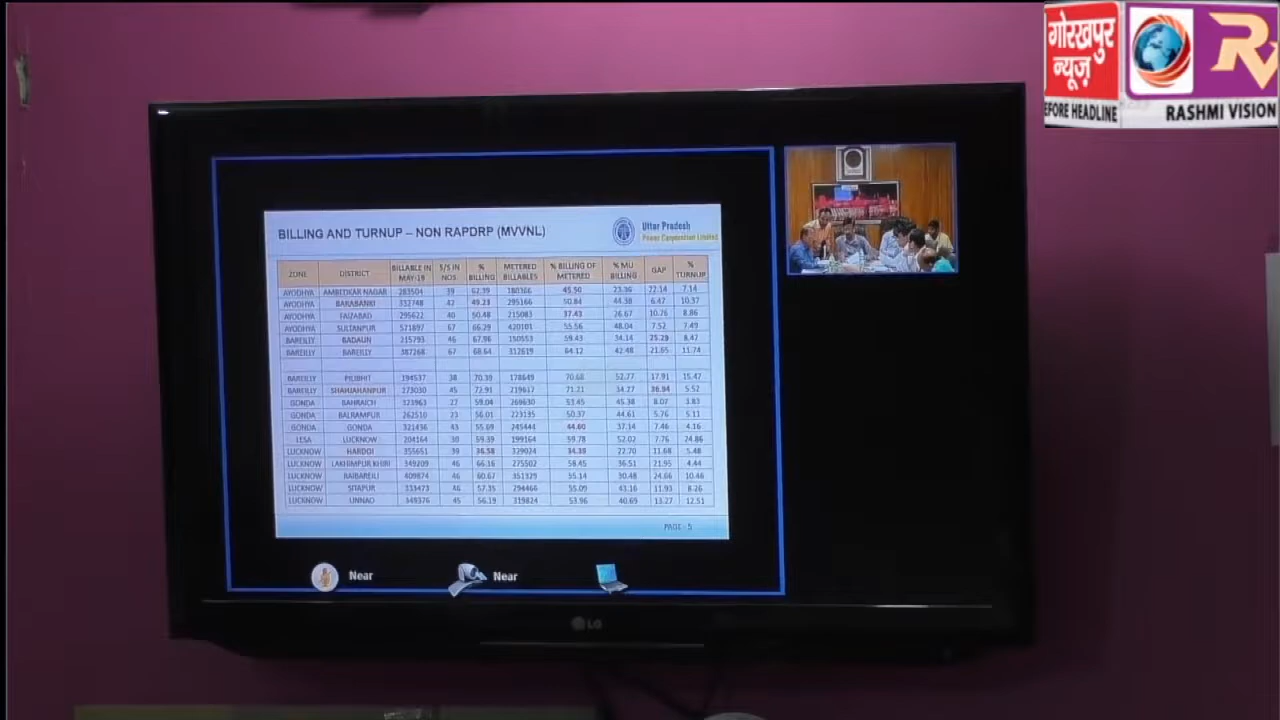 गोरखपुर
न्यूज़
EFORE HEADLINE
RV
RASHMI VISION
BILLING AND TURNUP – NON RAPDRP (MVVNL)
Uttar Pradesh
Power Corporation Limited
ZONE DISTRICT BILLABLE IN MAY-19 S/S IN NOS. % BILLING METERED BILLABLES % BILLING OF METERED % MU BILLING GAP % TURNUP
AYODHYA AMBEDKAR NAGAR 283504 39 62.39 180366 45.50 23.36 22.14 7.14
AYODHYA BARABANKI 332748 42 49.23 295166 50.84 44.38 6.47 10.37
AYODHYA FAIZABAD 295622 40 50.48 215083 37.43 26.67 10.76 8.86
AYODHYA SULTANPUR 571897 67 66.29 420101 55.56 48.04 7.52 7.49
BAREILLY BADAUN 215793 46 67.96 150553 59.43 34.14 25.29 6.47
BAREILLY BAREILLY 387268 67 68.64 312619 64.12 42.48 21.65 11.74
BAREILLY PILIBHIT 194537 38 70.39 178649 70.68 52.77 17.91 15.47
BAREILLY SHAHJAHANPUR 273030 45 72.91 219617 71.21 34.27 36.94 5.52
GONDA BAHRAICH 323963 27 59.04 269630 53.45 45.38 8.07 3.83
GONDA BALRAMPUR 262510 23 56.01 223135 50.37 44.61 5.76 5.11
GONDA GONDA 321436 43 55.69 245444 44.60 37.14 7.46 4.16
LESA LUCKNOW 204164 30 59.39 199164 59.78 52.02 7.76 24.86
LUCKNOW HARDOI 355651 39 36.58 329024 34.39 22.70 11.68 5.48
LUCKNOW LAKHIMPUR KHIRI 349209 46 66.16 275502 58.45 36.51 21.95 4.44
LUCKNOW RAIBAREILI 409874 46 60.67 351329 55.14 30.48 24.66 10.46
LUCKNOW SITAPUR 333473 46 57.35 294466 55.09 43.16 11.93 8.26
LUCKNOW UNNAO 348376 45 56.19 319824 53.96 40.69 13.27 12.51
PAGE - 5
Near
Near
LG